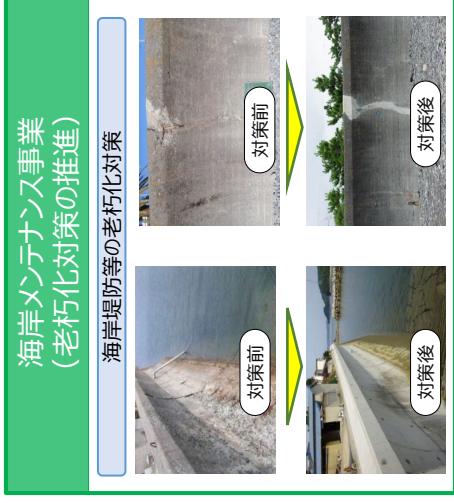 海岸メンテナンス事業
（老朽化対策の推進）
海岸堤防等の老朽化対策
対策前
対策前
対策後
対策後